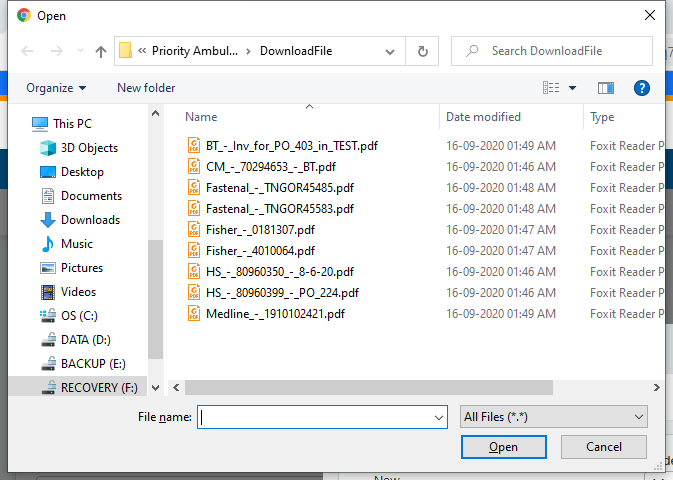 Open
« Priority Ambul... > DownloadFile
Search DownloadFile
Organize
New folder
Name
Date modified
Type
This PC
3D Objects
Desktop
Documents
Downloads
Music
Pictures
Videos
OS (C:)
DATA (D:)
BACKUP (E:)
RECOVERY (F:)
BT_-_Inv_for_PO_403_in_TEST.pdf 16-09-2020 01:49 AM Foxit Reader P
CM_-_70294653_-_BT.pdf 16-09-2020 01:46 AM Foxit Reader P
Fastenal_-_TNGOR45485.pdf 16-09-2020 01:48 AM Foxit Reader P
Fastenal_-_TNGOR45583.pdf 16-09-2020 01:48 AM Foxit Reader P
Fisher_-_0181307.pdf 16-09-2020 01:47 AM Foxit Reader P
Fisher_-_4010064.pdf 16-09-2020 01:47 AM Foxit Reader P
HS_-_80960350_-_8-6-20.pdf 16-09-2020 01:46 AM Foxit Reader P
HS_-_80960399_-_PO_224.pdf 16-09-2020 01:46 AM Foxit Reader P
Medline_-_1910102421.pdf 16-09-2020 01:49 AM Foxit Reader P
File name:
All Files (*.*)
Open
Cancel